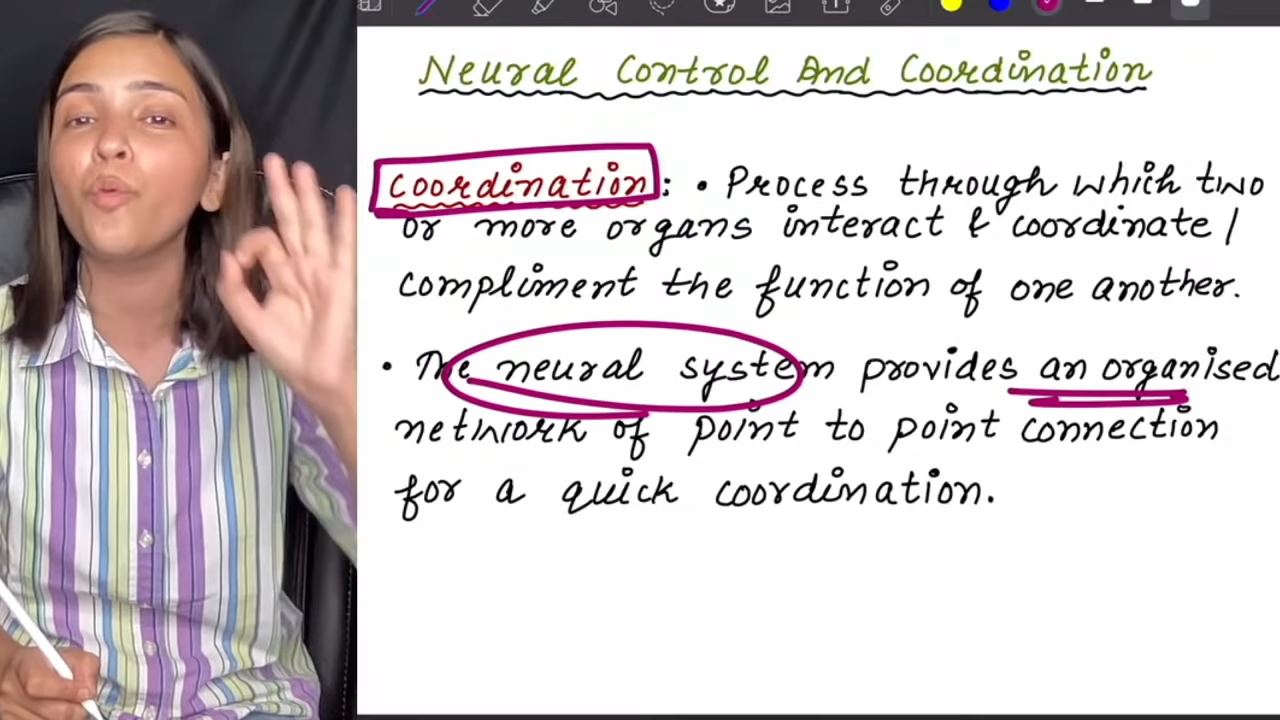 Neural Control And Coordination
Coordination: • Process through which two
or more organs interact & coordinate /
compliment the function of one another.
• The neural system provides an organised
network of point to point connection
for a quick coordination.